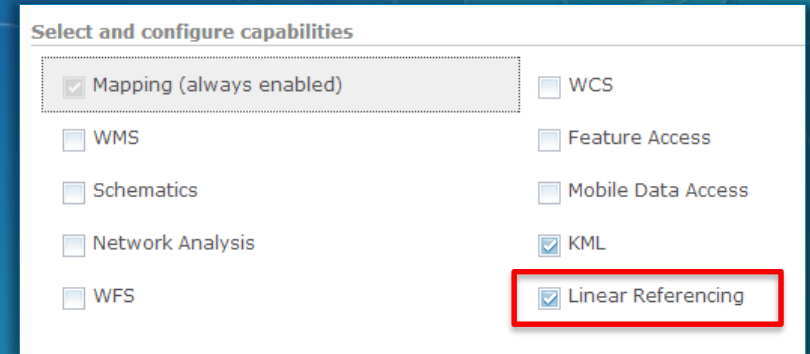 Select and configure capabilities
Mapping (always enabled)
WCS
WMS
Feature Access
Schematics
Mobile Data Access
Network Analysis
KML
WFS
Linear Referencing